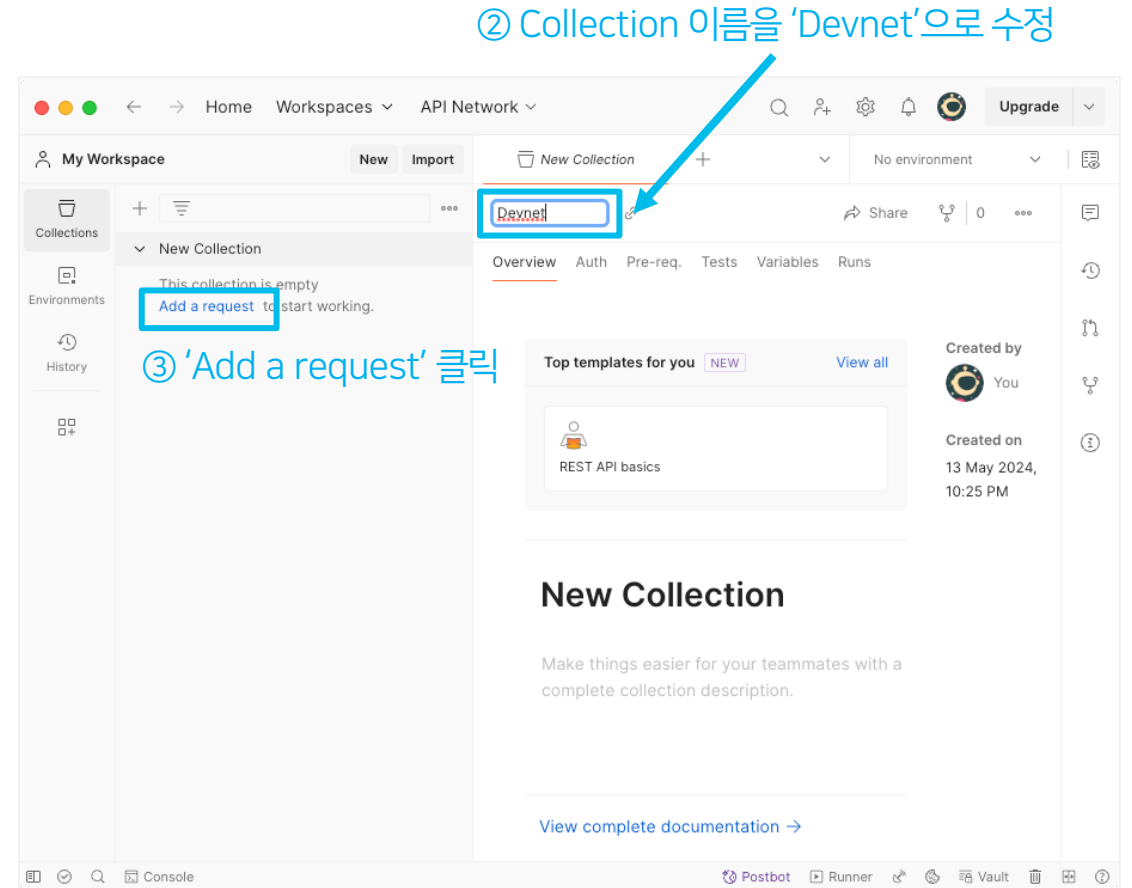 ② Collection 이름을 ‘Devnet’으로 수정
Home Workspaces API Network Upgrade
My Workspace New Import New Collection No environment
Collections
Devnet Share 0
New Collection
Overview Auth Pre-req. Tests Variables Runs
This collection is empty
Add a request to start working.
Environments
③ ‘Add a request’ 클릭
History
Top templates for you NEW View all
Created by
You
REST API basics
Created on
13 May 2024,
10:25 PM
New Collection
Make things easier for your teammates with a
complete collection description.
View complete documentation →
Console Postbot Runner Vault